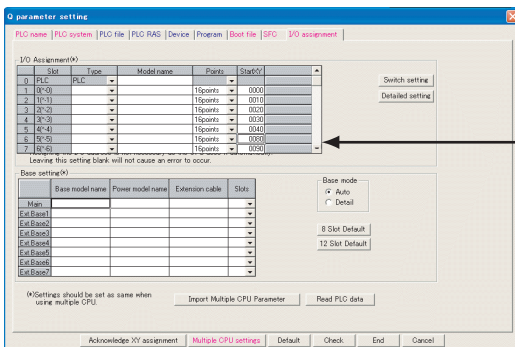 Q parameter setting
PLC name PLC system PLC file PLC RAS Device Program Boot file SFC I/O assignment
I/O Assignment(*)
Slot Type Model name Points StartXY
0 PLC PLC
1 0(*-0) 16points 0000
2 1(*-1) 16points 0010
3 2(*-2) 16points 0020
4 3(*-3) 16points 0030
5 4(*-4) 16points 0040
6 5(*-5) 16points 0080
7 6(*-6) 16points 0090
Switch setting
Detailed setting
Leaving this setting blank will not cause an error to occur.
Base setting(*)
Base model name Power model name Extension cable Slots
Main
Ext.Base1
Ext.Base2
Ext.Base3
Ext.Base4
Ext.Base5
Ext.Base6
Ext.Base7
Base mode
Auto
Detail
8 Slot Default
12 Slot Default
(*)Settings should be set as same when
using multiple CPU.
Import Multiple CPU Parameter Read PLC data
Acknowledge XY assignment Multiple CPU settings Default Check End Cancel